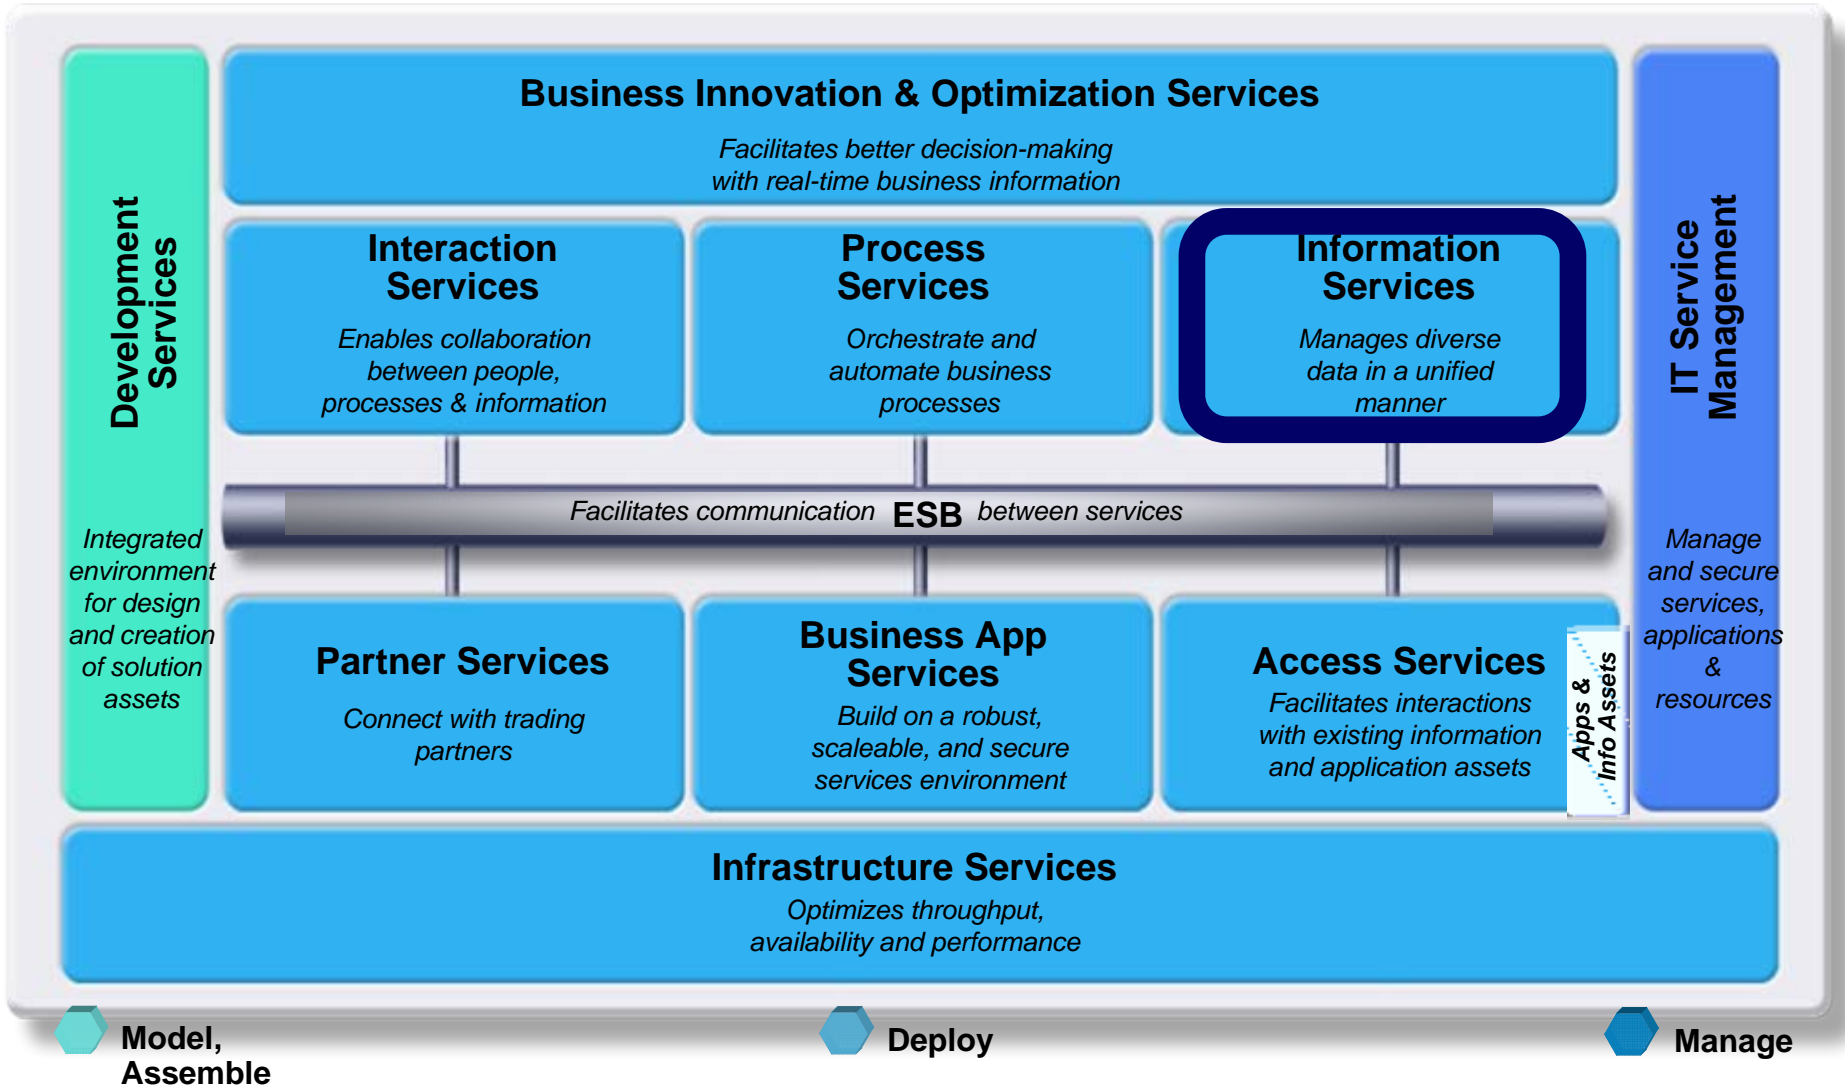 Business Innovation & Optimization Services
Facilitates better decision-making
with real-time business information
Development
Services
Integrated
environment
for design
and creation
of solution
assets
Interaction
Services
Enables collaboration
between people,
processes & information
Process
Services
Orchestrate and
automate business
processes
Information
Services
Manages diverse
data in a unified
manner
IT Service
Management
Manage
and secure
services,
applications
&
resources
Facilitates communication ESB between services
Partner Services
Connect with trading
partners
Business App
Services
Build on a robust,
scaleable, and secure
services environment
Access Services
Facilitates interactions
with existing information
and application assets
Apps &
Info Assets
Infrastructure Services
Optimizes throughput,
availability and performance
Model,
Assemble
Deploy
Manage